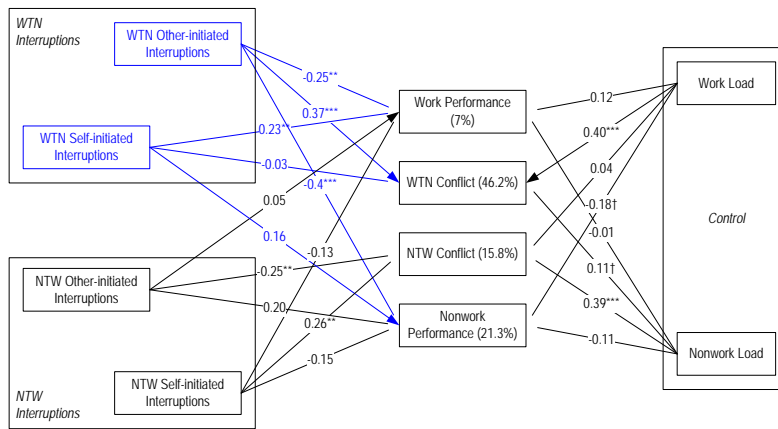 WTN
Interruptions
WTN Other-initiated
Interruptions
WTN Self-initiated
Interruptions
NTW Other-initiated
Interruptions
NTW Self-initiated
Interruptions
NTW
Interruptions
-0.25**
0.37***
0.23**
-0.03
-0.4***
0.05
0.16
-0.13
-0.25**
0.20
0.26**
-0.15
Work Performance
(7%)
WTN Conflict (46.2%)
NTW Conflict (15.8%)
Nonwork
Performance (21.3%)
0.12
0.40***
0.04
-0.18†
-0.01
0.11†
0.39***
-0.11
Work Load
Control
Nonwork Load